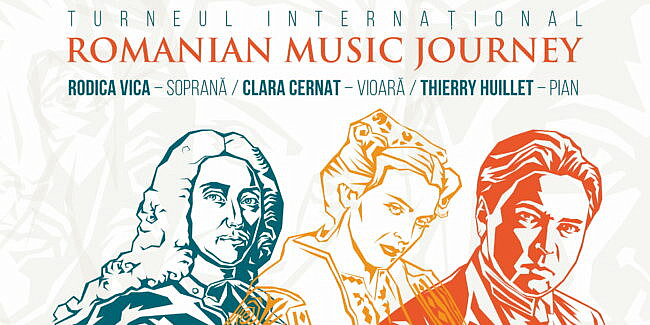 TURNEUL INTERNAȚIONAL
ROMANIAN MUSIC JOURNEY
RODICA VICA – SOPRANĂ / CLARA CERNAT – VIOARĂ / THIERRY HUILLET – PIAN